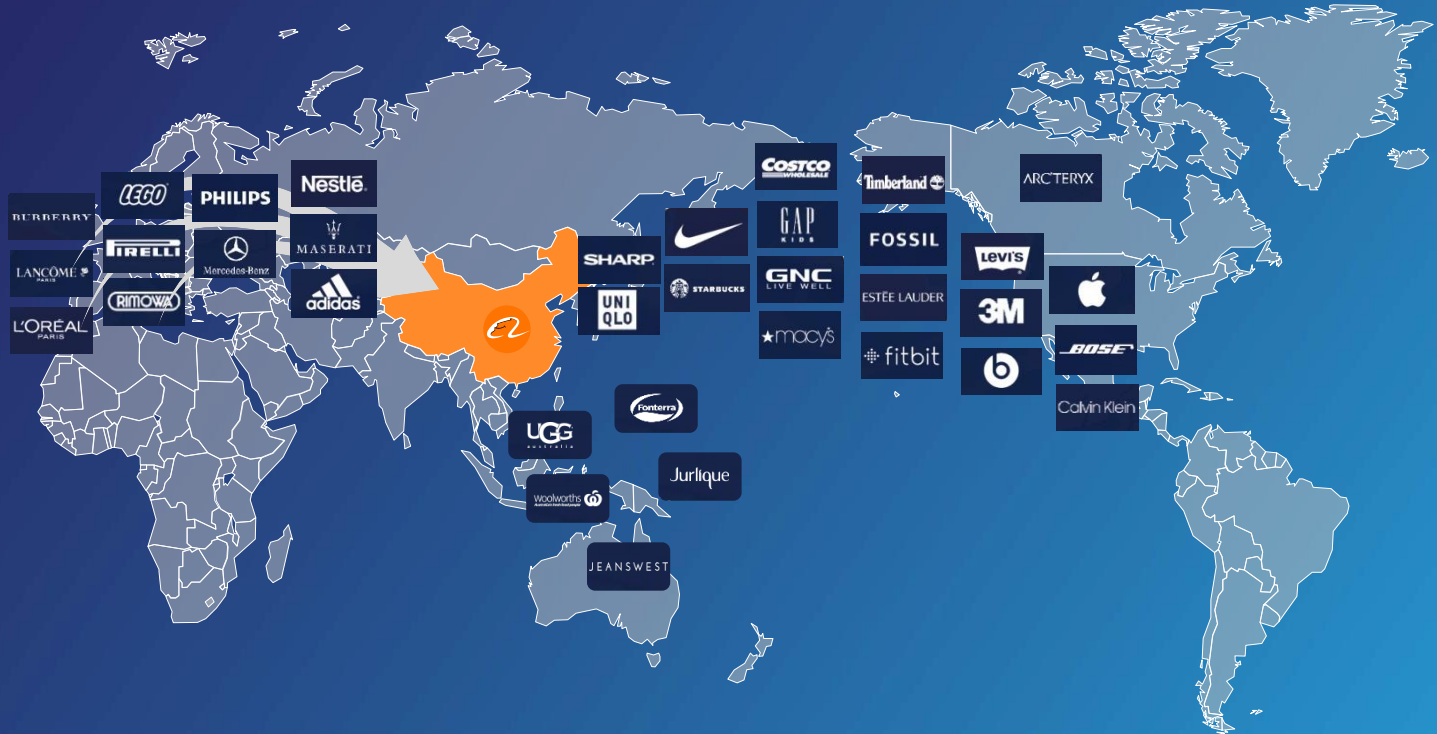 BURBERRY
LANCÔME
PARIS
L'ORÉAL
PARIS
LEGO
PIRELLI
RIMOWA
PHILIPS
Mercedes-Benz
Nestlé
MASERATI
adidas
SHARP
UNI
QLO
STARBUCKS
COSTCO
WHOLESALE
GAP
KIDS
GNC
LIVE WELL
macy's
Timberland
FOSSIL
ESTĒE LAUDER
fitbit
LEVI'S
3M
ARC'TERYX
BOSE
Calvin Klein
UGG
australia
Fonterra
Jurlique
Woolworths
JEANSWEST